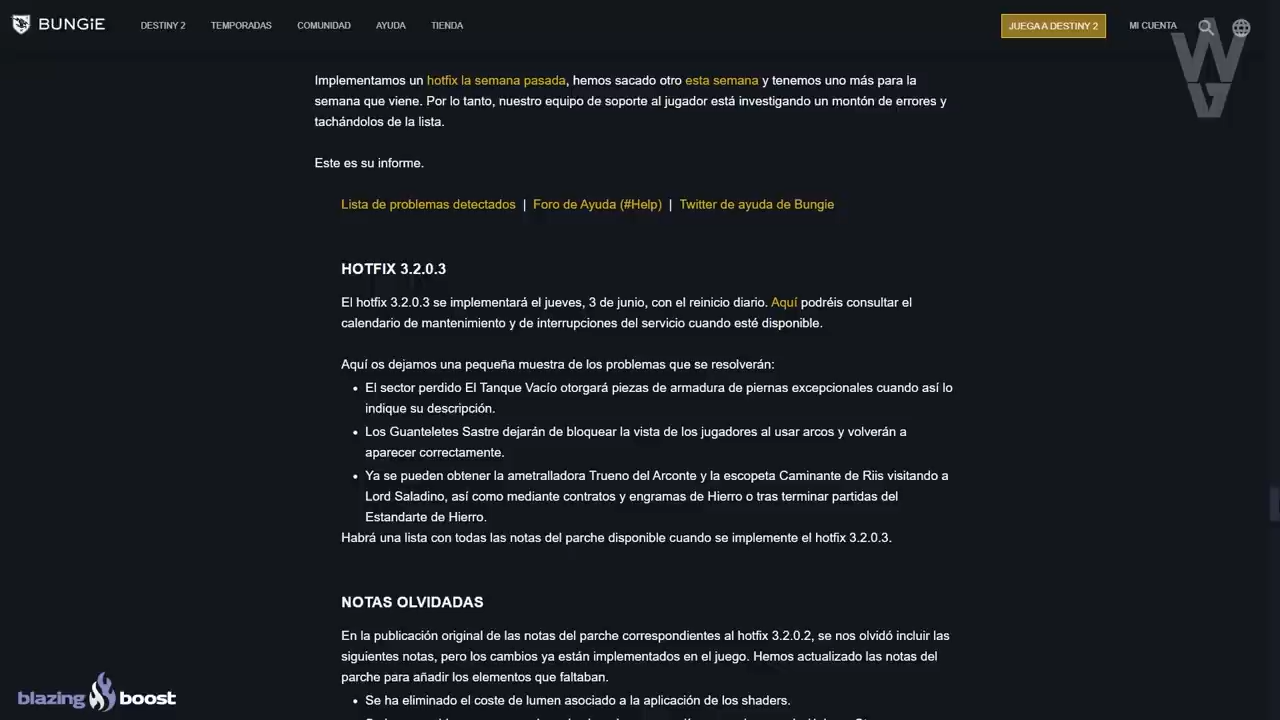 BUNGiE
DESTINY 2
TEMPORADAS
COMUNIDAD
AYUDA
TIENDA
JUEGA A DESTINY 2
MI CUENTA
WG
Implementamos un hotfix la semana pasada, hemos sacado otro esta semana y tenemos uno más para la
semana que viene. Por lo tanto, nuestro equipo de soporte al jugador está investigando un montón de errores y
tachándolos de la lista.
Este es su informe.
Lista de problemas detectados | Foro de Ayuda (#Help) | Twitter de ayuda de Bungie
HOTFIX 3.2.0.3
El hotfix 3.2.0.3 se implementará el jueves, 3 de junio, con el reinicio diario. Aquí podréis consultar el
calendario de mantenimiento y de interrupciones del servicio cuando esté disponible.
Aquí os dejamos una pequeña muestra de los problemas que se resolverán:
• El sector perdido El Tanque Vacío otorgará piezas de armadura de piernas excepcionales cuando así lo
indique su descripción.
• Los Guanteletes Sastre dejarán de bloquear la vista de los jugadores al usar arcos y volverán a
aparecer correctamente.
• Ya se pueden obtener la ametralladora Trueno del Arconte y la escopeta Caminante de Riis visitando a
Lord Saladino, así como mediante contratos y engramas de Hierro o tras terminar partidas del
Estandarte de Hierro.
Habrá una lista con todas las notas del parche disponible cuando se implemente el hotfix 3.2.0.3.
NOTAS OLVIDADAS
En la publicación original de las notas del parche correspondientes al hotfix 3.2.0.2, se nos olvidó incluir las
siguientes notas, pero los cambios ya están implementados en el juego. Hemos actualizado las notas del
parche para añadir los elementos que faltaban.
• Se ha eliminado el coste de lumen asociado a la aplicación de los shaders.
blazing boost